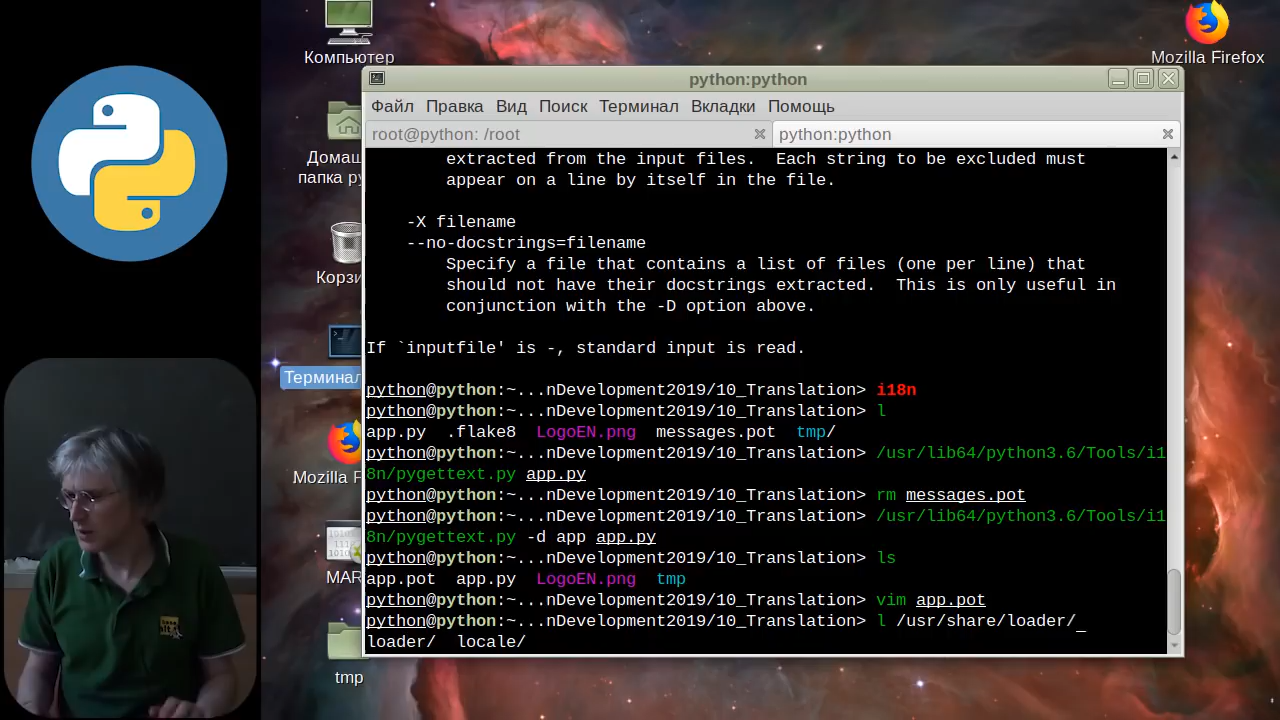 Компьютер
Mozilla Firefox
python:python
Файл Правка Вид Поиск Терминал Вкладки Помощь
root@python: /root
python:python
Домаш
папка py
Корзи
Терминал
Mozilla F
MAR
tmp
extracted from the input files.  Each string to be excluded must
appear on a line by itself in the file.
-X filename
--no-docstrings=filename
Specify a file that contains a list of files (one per line) that
should not have their docstrings extracted.  This is only useful in
conjunction with the -D option above.
If `inputfile' is -, standard input is read.
python@python:~...nDevelopment2019/10_Translation> i18n
python@python:~...nDevelopment2019/10_Translation> l
app.py  .flake8  LogoEN.png  messages.pot  tmp/
python@python:~...nDevelopment2019/10_Translation> /usr/lib64/python3.6/Tools/i1
8n/pygettext.py app.py
python@python:~...nDevelopment2019/10_Translation> rm messages.pot
python@python:~...nDevelopment2019/10_Translation> /usr/lib64/python3.6/Tools/i1
8n/pygettext.py -d app app.py
python@python:~...nDevelopment2019/10_Translation> ls
app.pot  app.py  LogoEN.png  tmp
python@python:~...nDevelopment2019/10_Translation> vim app.pot
python@python:~...nDevelopment2019/10_Translation> l /usr/share/loader/_
loader/  locale/